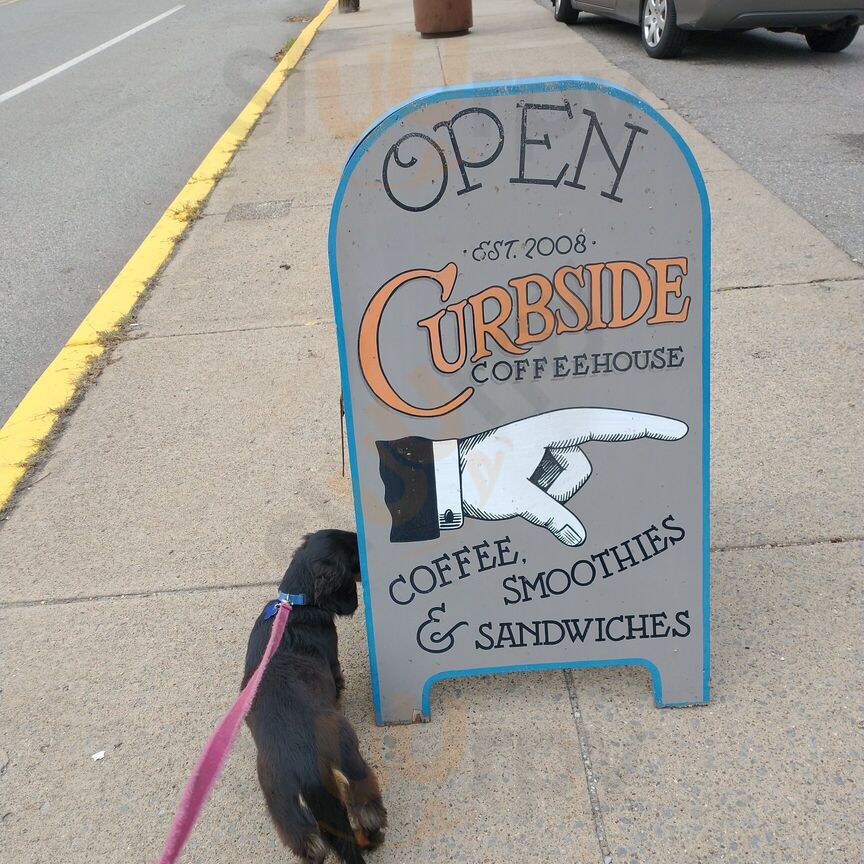 OPEN
·EST. 2008·
CURBSIDE
COFFEEHOUSE
COFFEE,
SMOOTHIES
& SANDWICHES